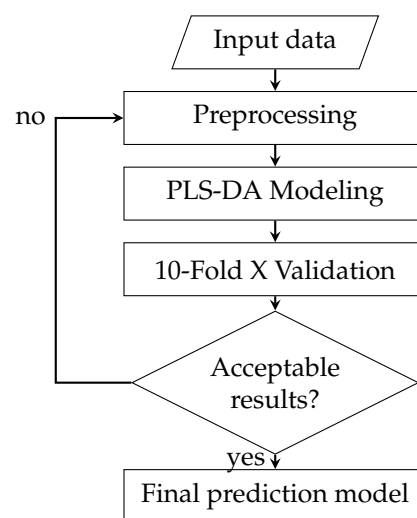 Input data
no
Preprocessing
PLS-DA Modeling
10-Fold X Validation
Acceptable
results?
yes
Final prediction model